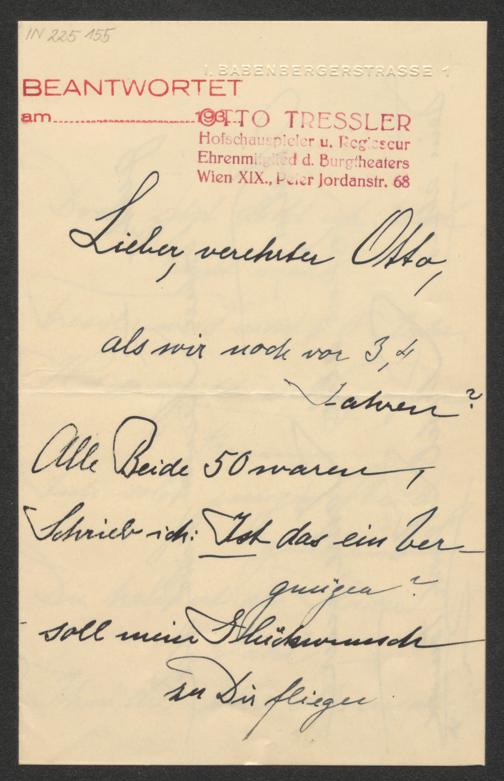 IN 225 155
I. BABENBERGERSTRASSE 1
BEANTWORTET
am 193
OTTO TRESSLER
Hofschauspieler u. Regisseur
Ehrenmitglied d. Burgtheaters
Wien XIX., Peter Jordanstr. 68
Lieber, verehrter Otto,
als wir noch vor 3, 4
Jahren?
Alle Beide 50 waren,
Schrieb ich: Ist das ein Ver-
gnügen?
soll mein Glückwunsch
zu Dir fliegen